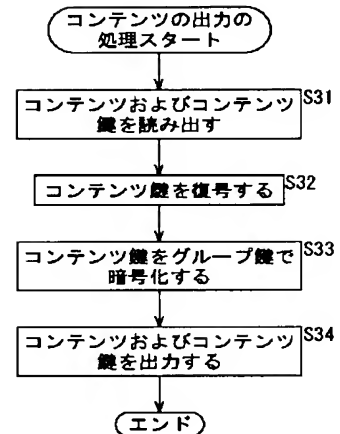 コンテンツの出力の
処理スタート
コンテンツおよびコンテンツ
鍵を読み出す
S31
コンテンツ鍵を復号する
S32
コンテンツ鍵をグループ鍵で
暗号化する
S33
コンテンツおよびコンテンツ
鍵を出力する
S34
エンド